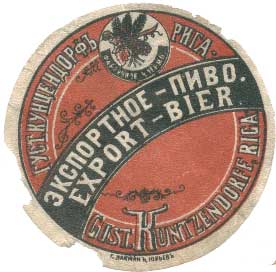 ГУСТ. КУНЦЕНДОРФЪ РИГА.
ЭКСПОРТНОЕ-ПИВО.
EXPORT-BIER.
GUST. KUNTZENDORFF, RIGA